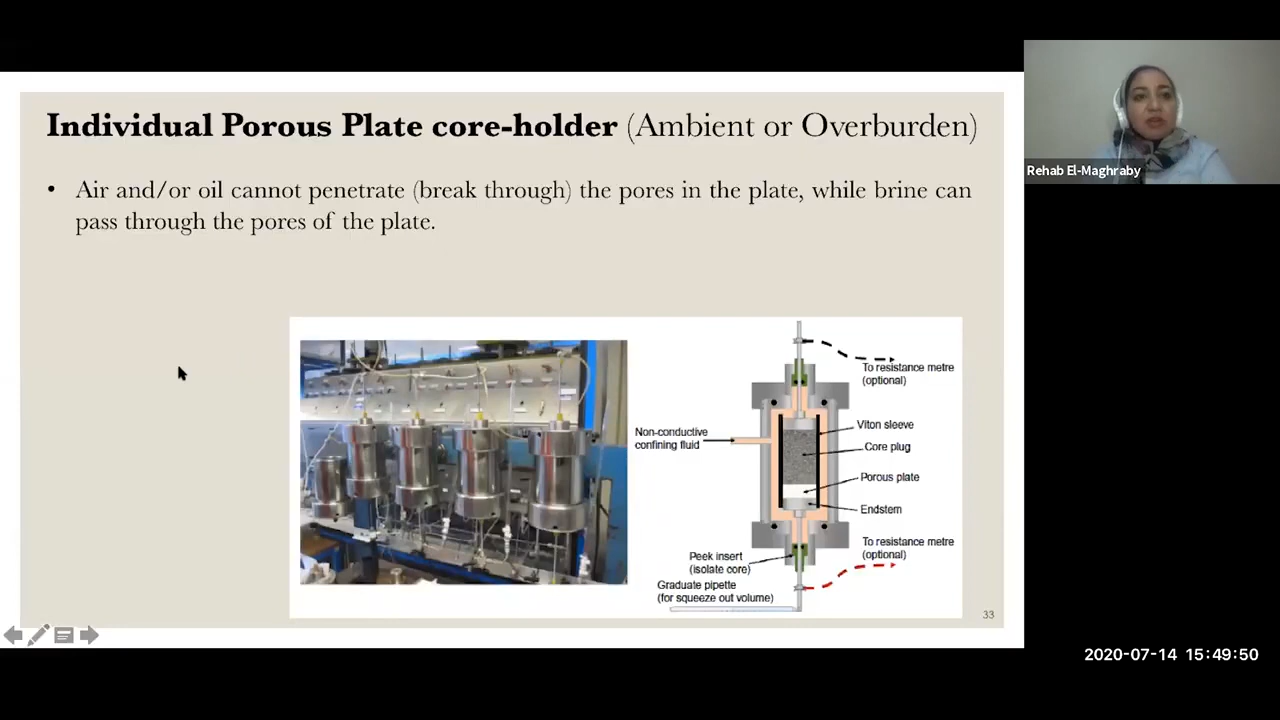 Individual Porous Plate core-holder (Ambient or Overburden)
• Air and/or oil cannot penetrate (break through) the pores in the plate, while brine can
pass through the pores of the plate.
To resistance metre
(optional)
Non-conductive
confining fluid
Viton sleeve
Core plug
Porous plate
Endstem
To resistance metre
(optional)
Peek insert
(isolate core)
Graduate pipette
(for squeeze out volume)
33
Rehab El-Maghraby
2020-07-14 15:49:50